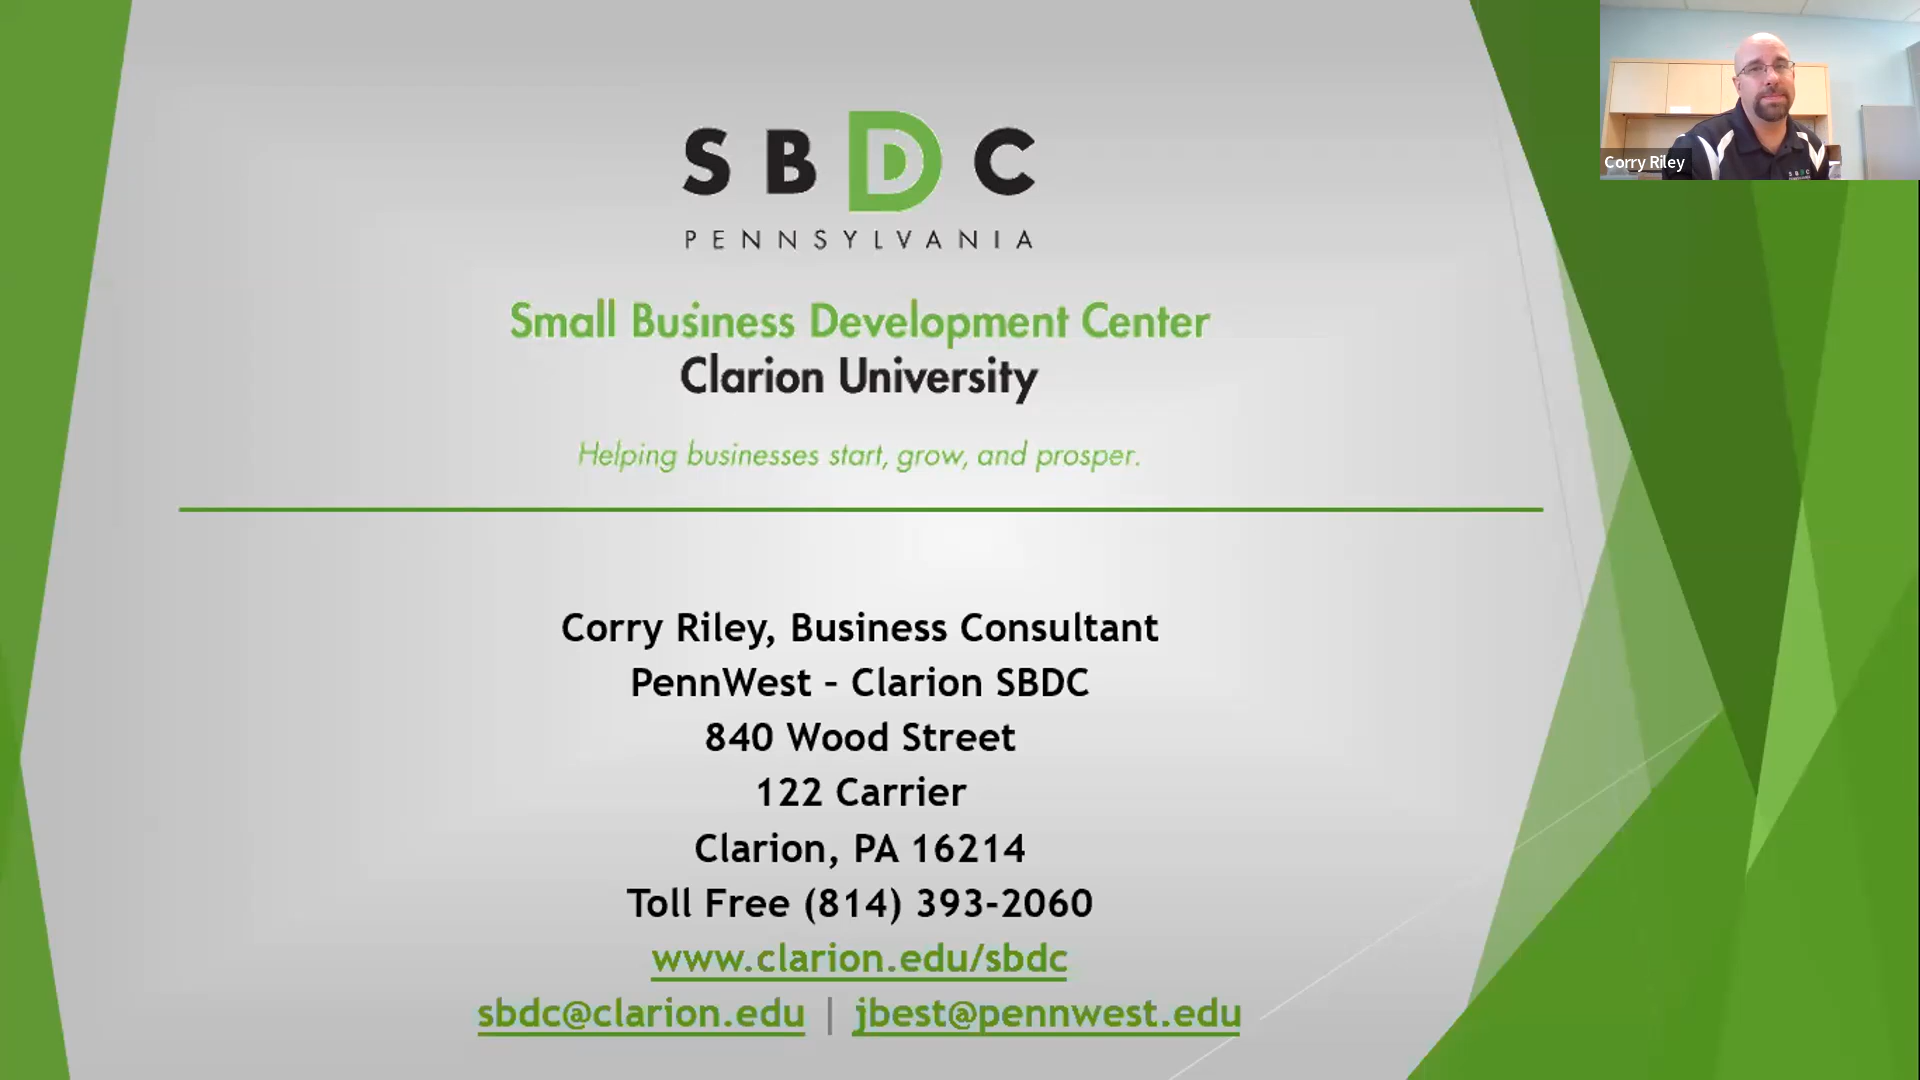 SBDC
PENNSYLVANIA
Small Business Development Center
Clarion University
Helping businesses start, grow, and prosper.
Corry Riley, Business Consultant
PennWest – Clarion SBDC
840 Wood Street
122 Carrier
Clarion, PA 16214
Toll Free (814) 393-2060
www.clarion.edu/sbdc
sbdc@clarion.edu | jbest@pennwest.edu
Corry Riley
SBDC